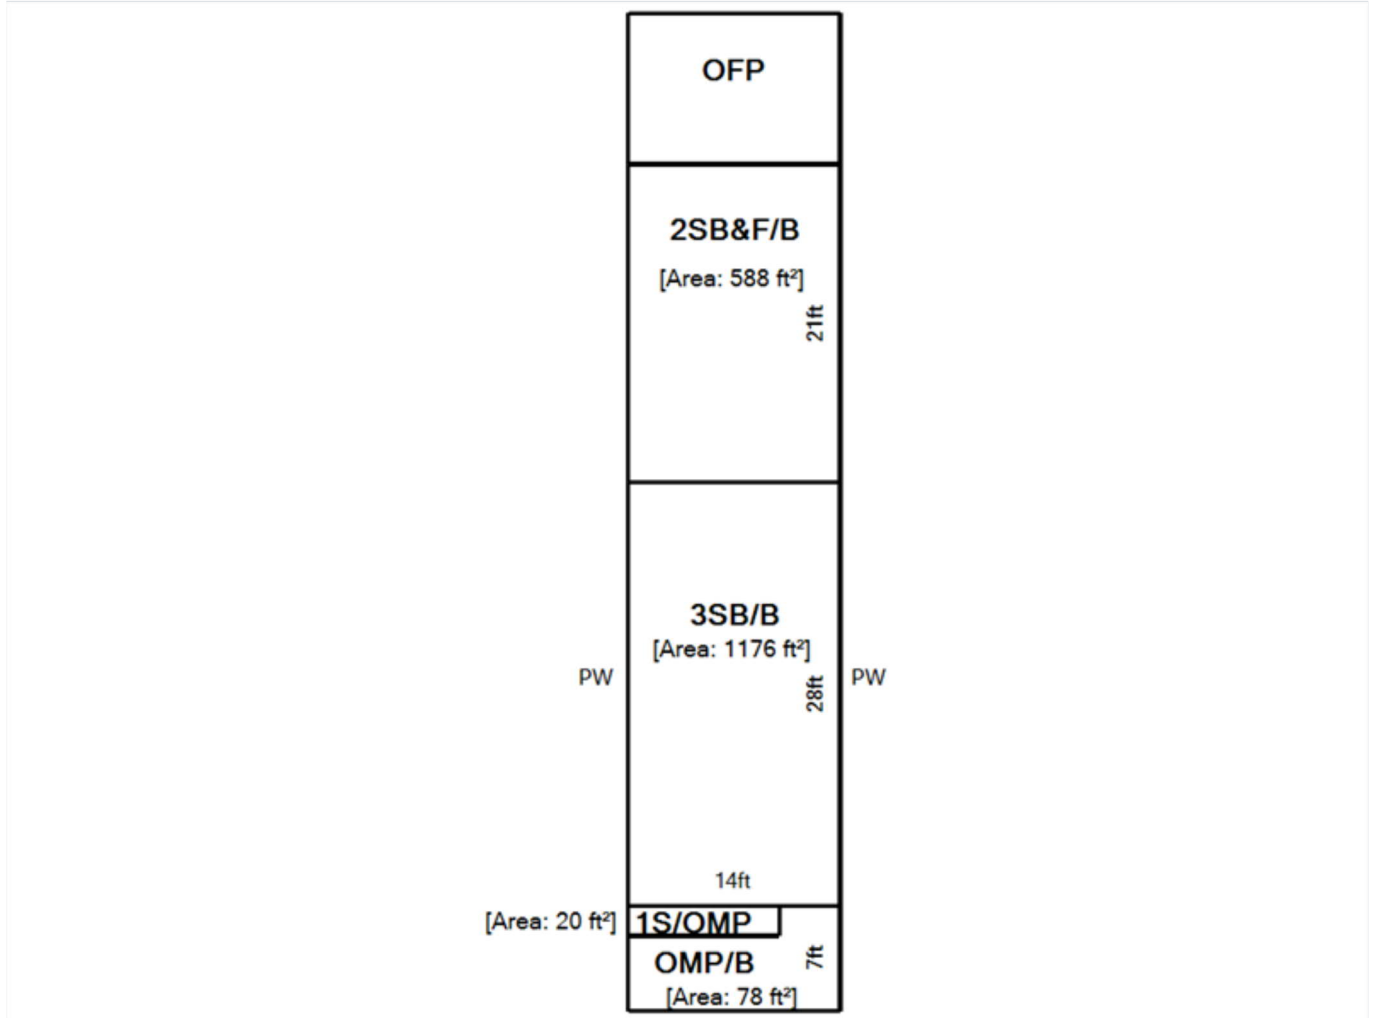 OFP
2SB&F/B
[Area: 588 ft²]
21ft
3SB/B
[Area: 1176 ft²]
PW
28ft
PW
14ft
[Area: 20 ft²]
1S/OMP
OMP/B
7ft
[Area: 78 ft²]